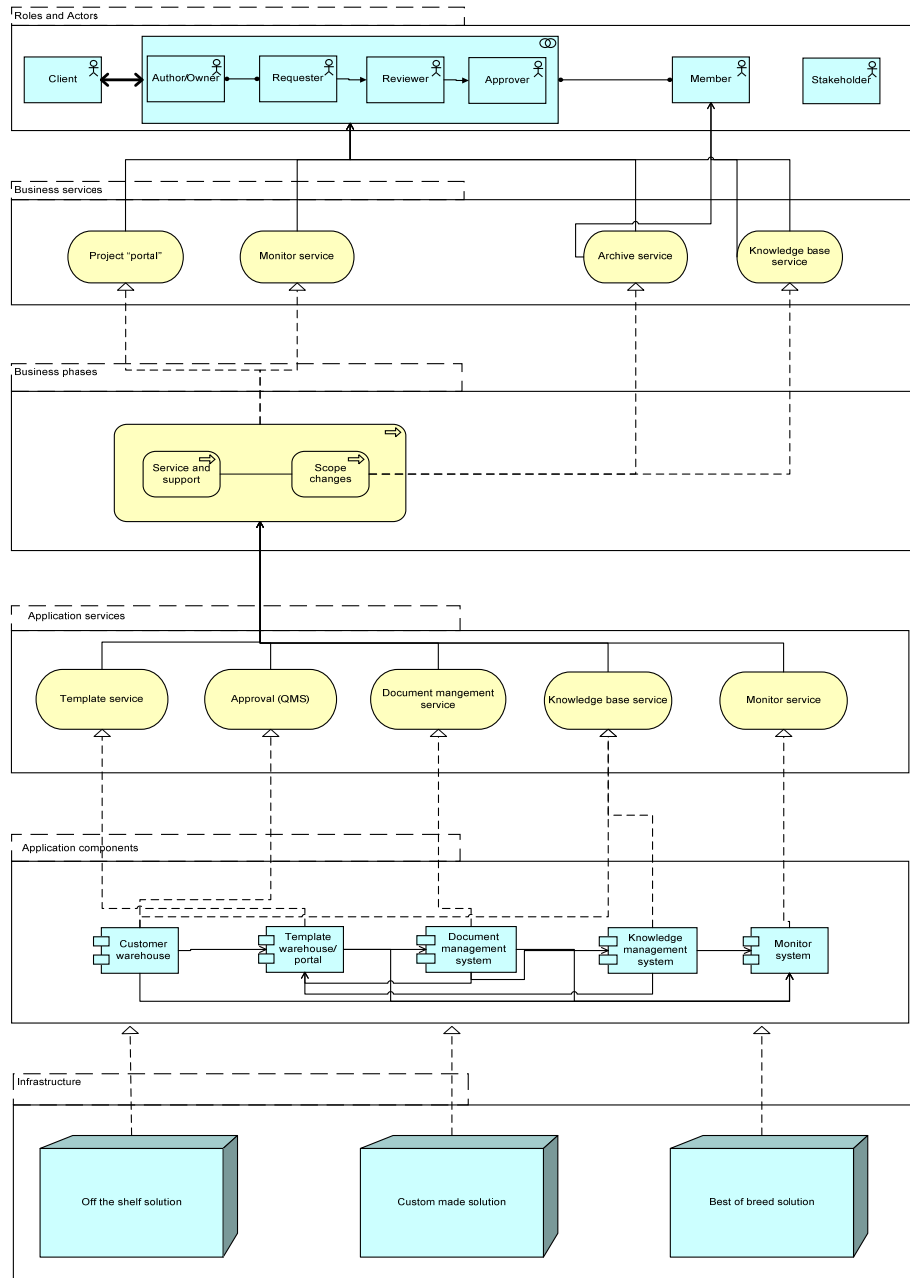 Roles and Actors
Client
Author/Owner
Requester
Reviewer
Approver
Member
Stakeholder
Business services
Project “portal”
Monitor service
Archive service
Knowledge base
service
Business phases
Service and
support
Scope
changes
Application services
Template service
Approval (QMS)
Document mangement
service
Knowledge base service
Monitor service
Application components
Customer
warehouse
Template
warehouse/
portal
Document
management
system
Knowledge
management
system
Monitor
system
Infrastructure
Off the shelf solution
Custom made solution
Best of breed solution